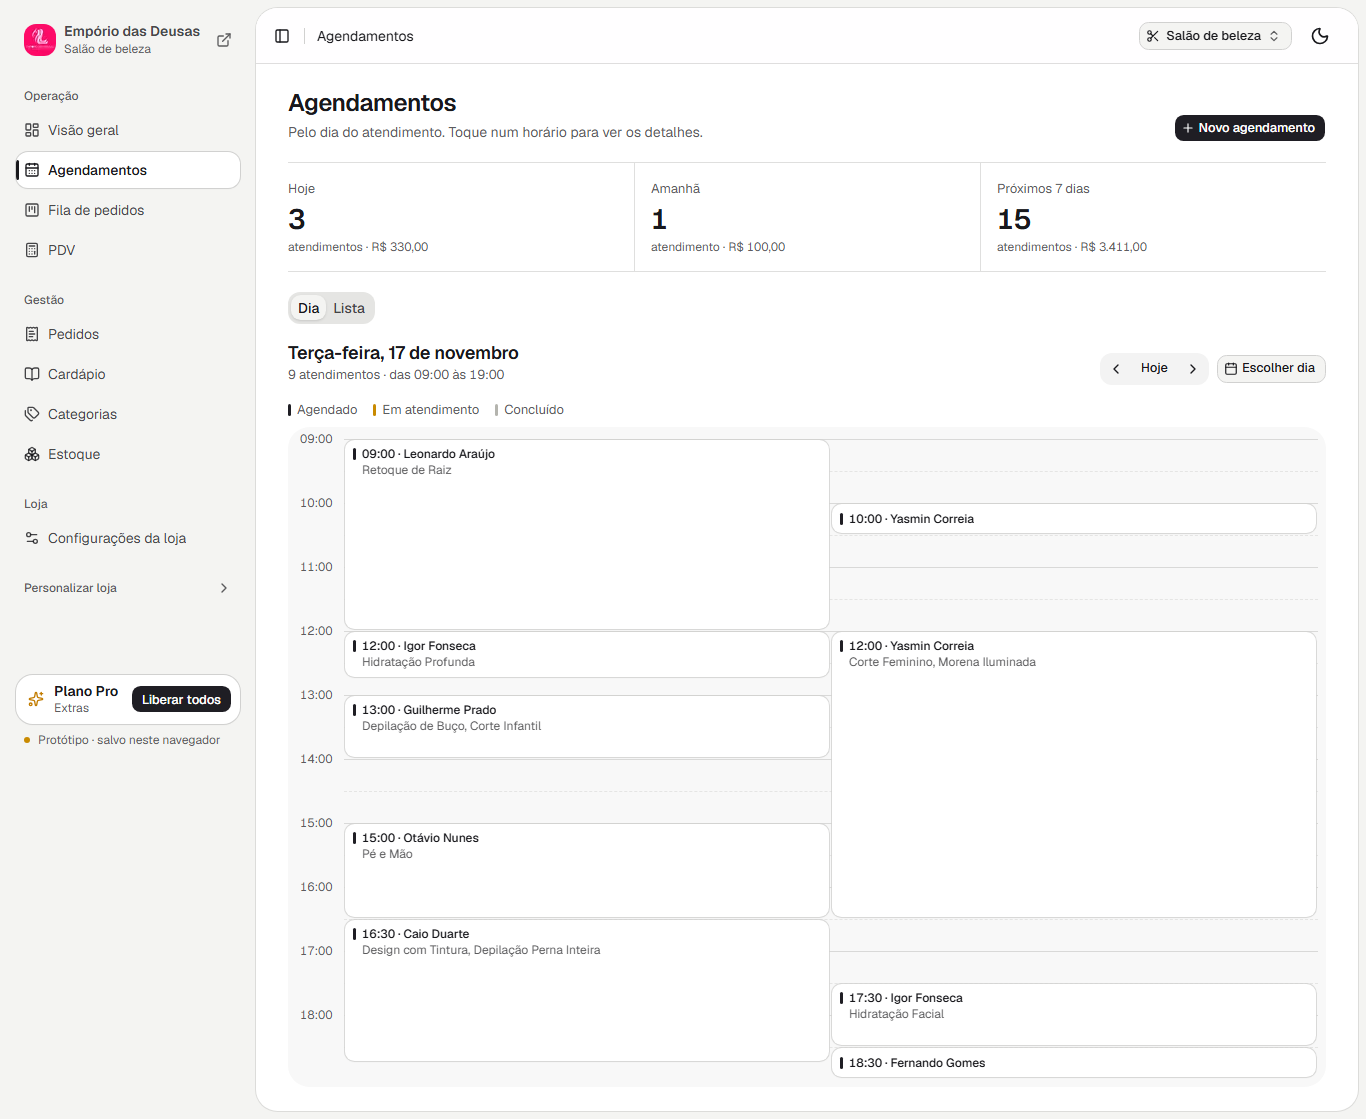 Empório das Deusas
Salão de beleza
Operação
Visão geral
Agendamentos
Fila de pedidos
PDV
Gestão
Pedidos
Cardápio
Categorias
Estoque
Loja
Configurações da loja
Personalizar loja
Plano Pro
Extras
Liberar todos
Protótipo · salvo neste navegador
Agendamentos
Salão de beleza
Agendamentos
Pelo dia do atendimento. Toque num horário para ver os detalhes.
+ Novo agendamento
Hoje
3
atendimentos · R$ 330,00
Amanhã
1
atendimento · R$ 100,00
Próximos 7 dias
15
atendimentos · R$ 3.411,00
Dia
Lista
Terça-feira, 17 de novembro
9 atendimentos · das 09:00 às 19:00
Hoje
Escolher dia
Agendado
Em atendimento
Concluído
09:00
09:00 · Leonardo Araújo
Retoque de Raiz
10:00
10:00 · Yasmin Correia
11:00
12:00
12:00 · Igor Fonseca
Hidratação Profunda
12:00 · Yasmin Correia
Corte Feminino, Morena Iluminada
13:00
13:00 · Guilherme Prado
Depilação de Buço, Corte Infantil
14:00
15:00
15:00 · Otávio Nunes
Pé e Mão
16:00
16:30 · Caio Duarte
Design com Tintura, Depilação Perna Inteira
17:00
17:30 · Igor Fonseca
Hidratação Facial
18:00
18:30 · Fernando Gomes